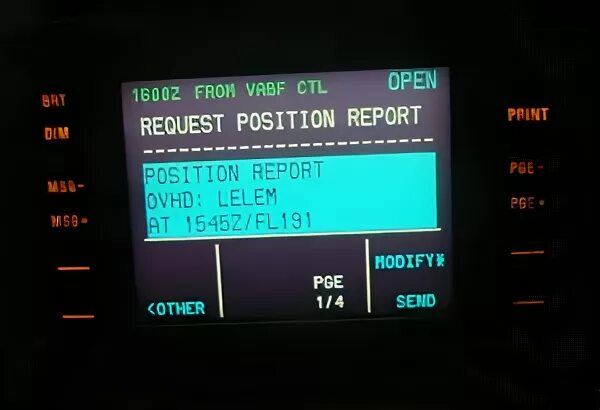 BRT
DIM
MSG-
MSG+
1600Z FROM VABF CTL OPEN
REQUEST POSITION REPORT
--------------------------------
POSITION REPORT
OVHD: LELEM
AT 1545Z/FL191
MODIFY*
PGE
<OTHER 1/4 SEND
PRINT
PGE-
PGE+